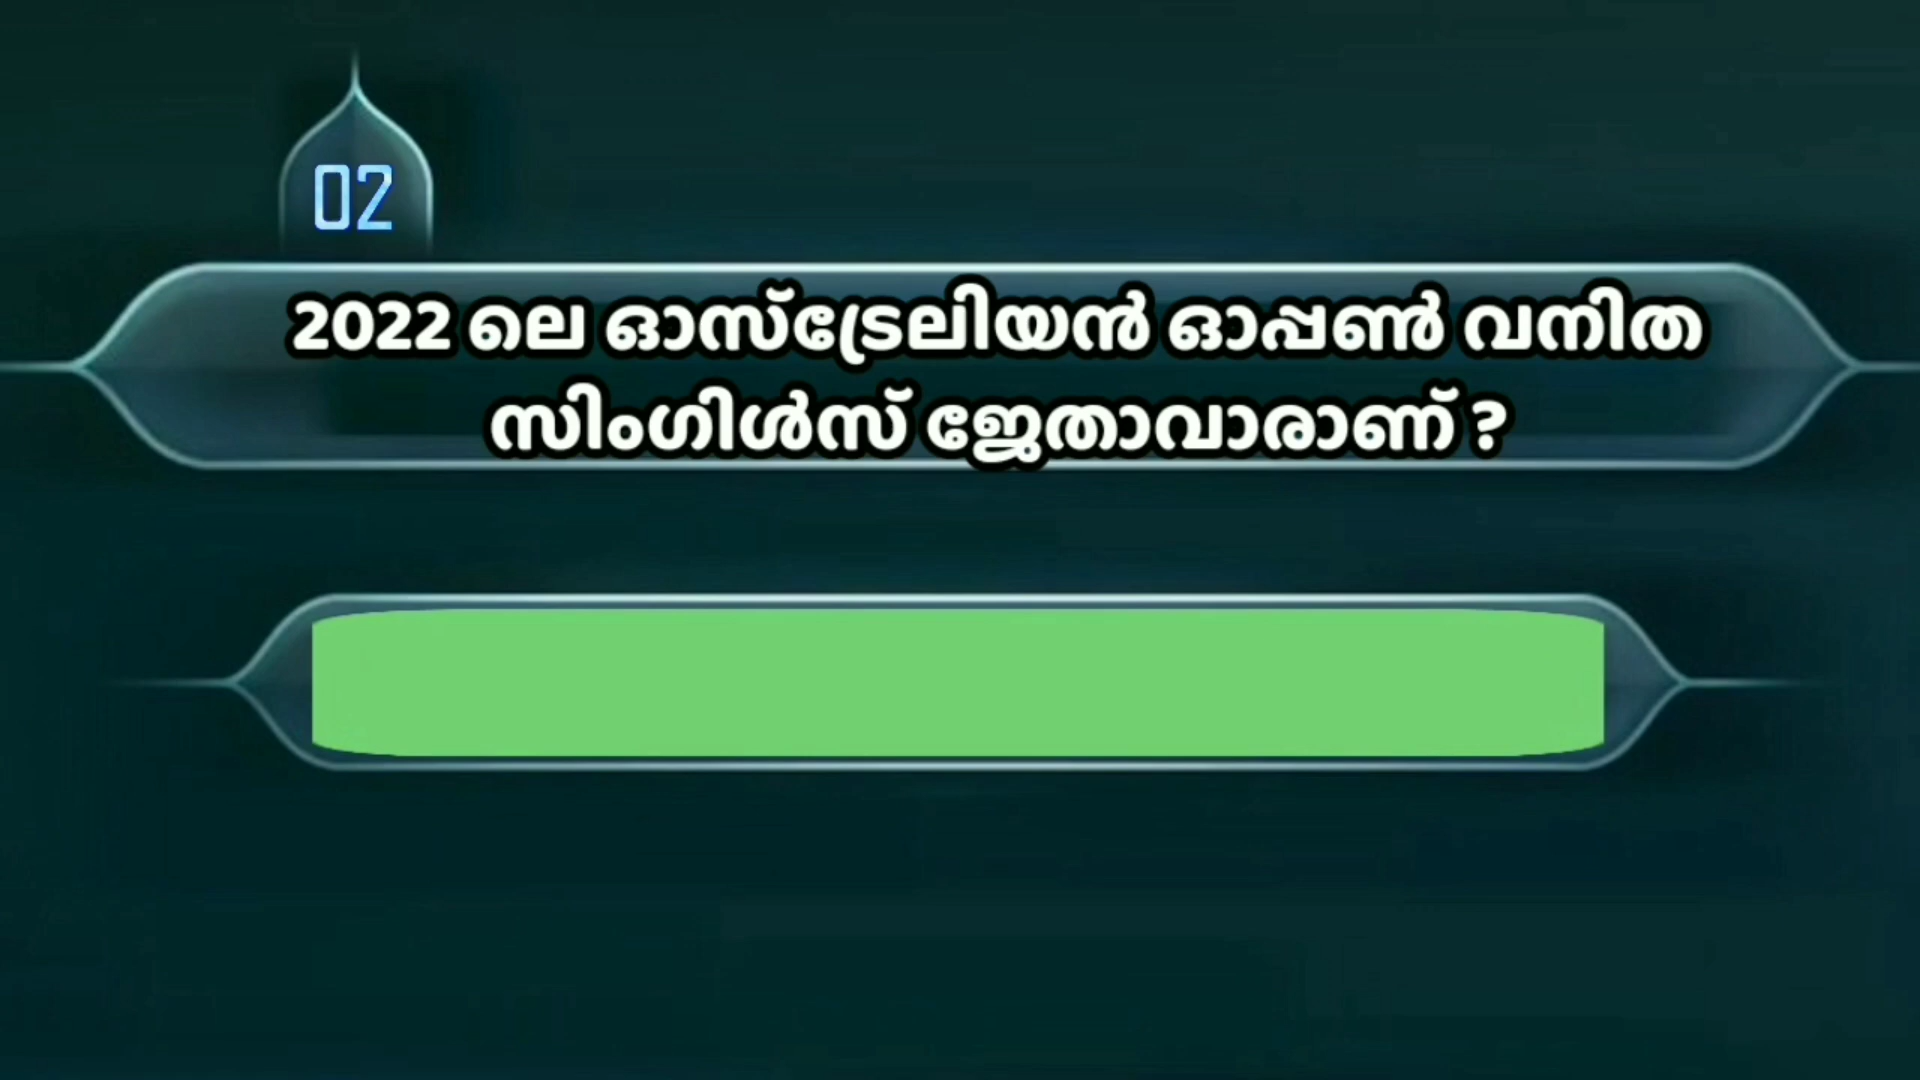 02
2022 ലെ ഓസ്ട്രേലിയൻ ഓപ്പൺ വനിത
സിംഗിൾസ് ജേതാവാരാണ് ?